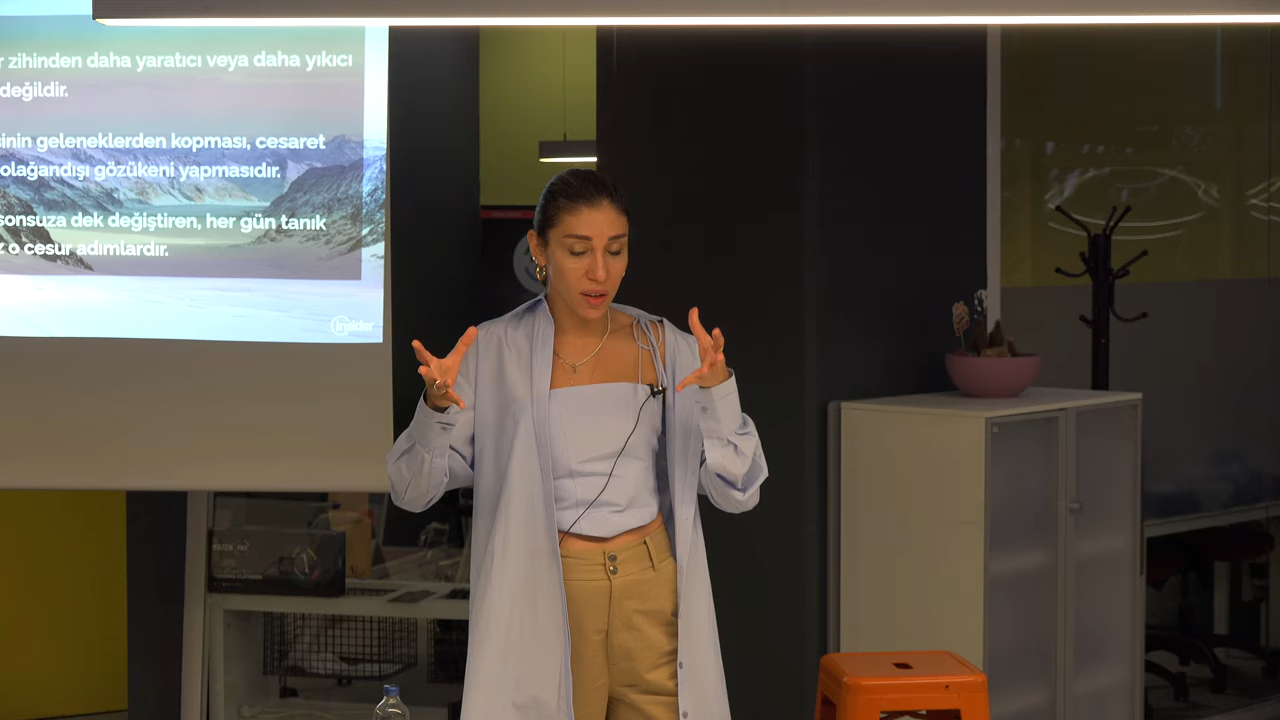 zihinden daha yaratıcı veya daha yıkıcı
değildir.
geleneklerden kopması, cesaret
olağandışı gözükeni yapmasıdır.
sonsuza dek değiştiren, her gün tanık
o cesur adımlardır.
insider